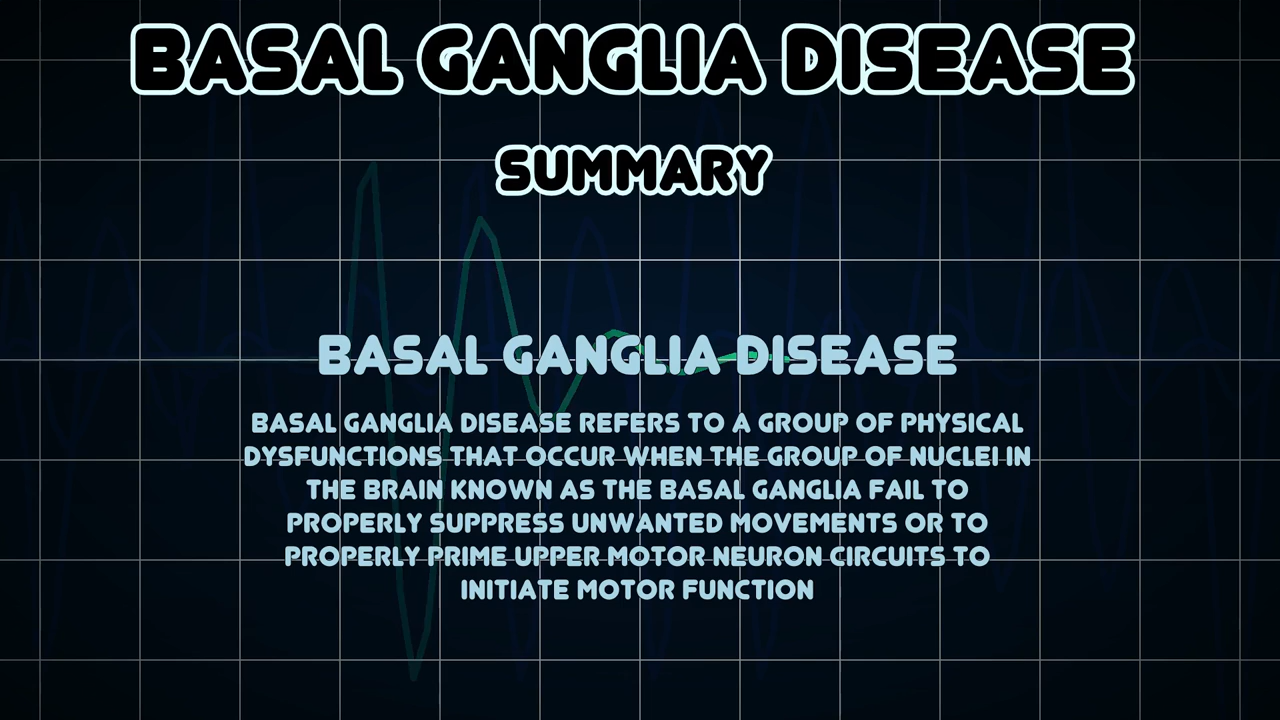 BASAL GANGLIA DISEASE
SUMMARY
BASAL GANGLIA DISEASE
BASAL GANGLIA DISEASE REFERS TO A GROUP OF PHYSICAL
DYSFUNCTIONS THAT OCCUR WHEN THE GROUP OF NUCLEI IN
THE BRAIN KNOWN AS THE BASAL GANGLIA FAIL TO
PROPERLY SUPPRESS UNWANTED MOVEMENTS OR TO
PROPERLY PRIME UPPER MOTOR NEURON CIRCUITS TO
INITIATE MOTOR FUNCTION